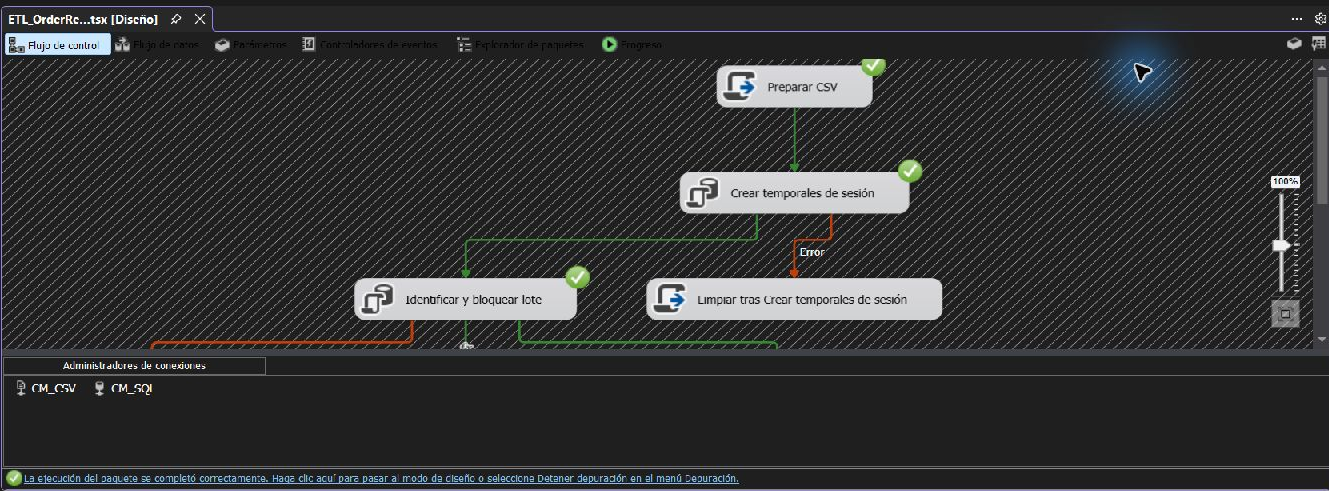 ETL_OrderRe...tsx [Diseño]
Flujo de control Flujo de datos Parámetros Controladores de eventos Explorador de paquetes Progreso
Preparar CSV
Crear temporales de sesión
100%
Error
Identificar y bloquear lote
Limpiar tras Crear temporales de sesión
Administradores de conexiones
CM_CSV CM_SQL
La ejecución del paquete se completó correctamente. Haga clic aquí para pasar al modo de diseño o seleccione Detener depuración en el menú Depuración.